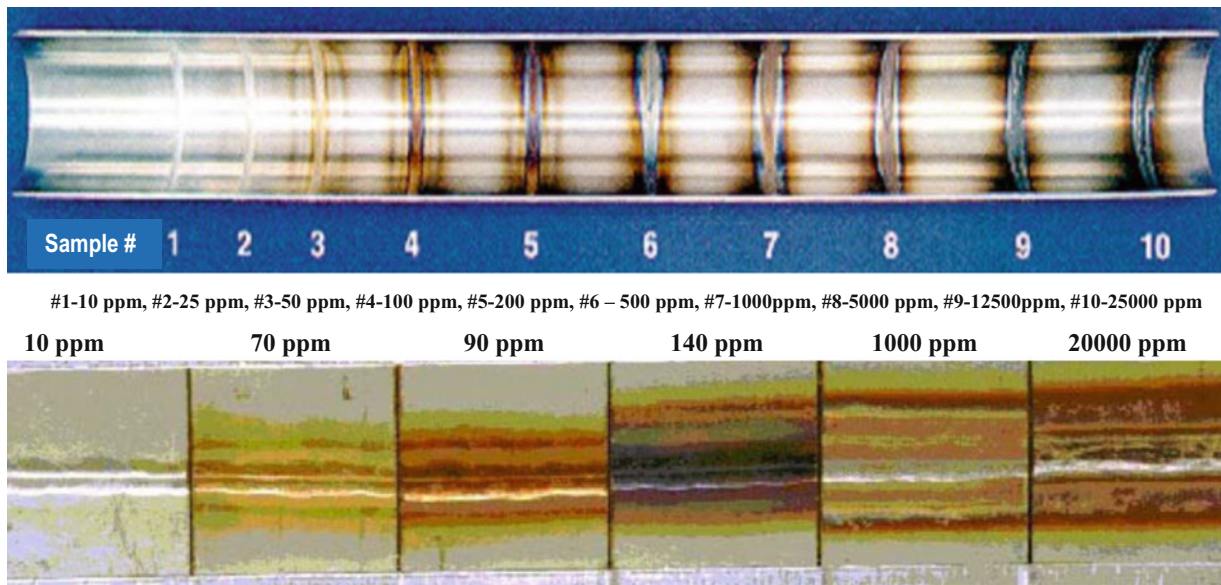 Sample # 1 2 3 4 5 6 7 8 9 10
#1-10 ppm, #2-25 ppm, #3-50 ppm, #4-100 ppm, #5-200 ppm, #6 – 500 ppm, #7-1000ppm, #8-5000 ppm, #9-12500ppm, #10-25000 ppm
10 ppm 70 ppm 90 ppm 140 ppm 1000 ppm 20000 ppm